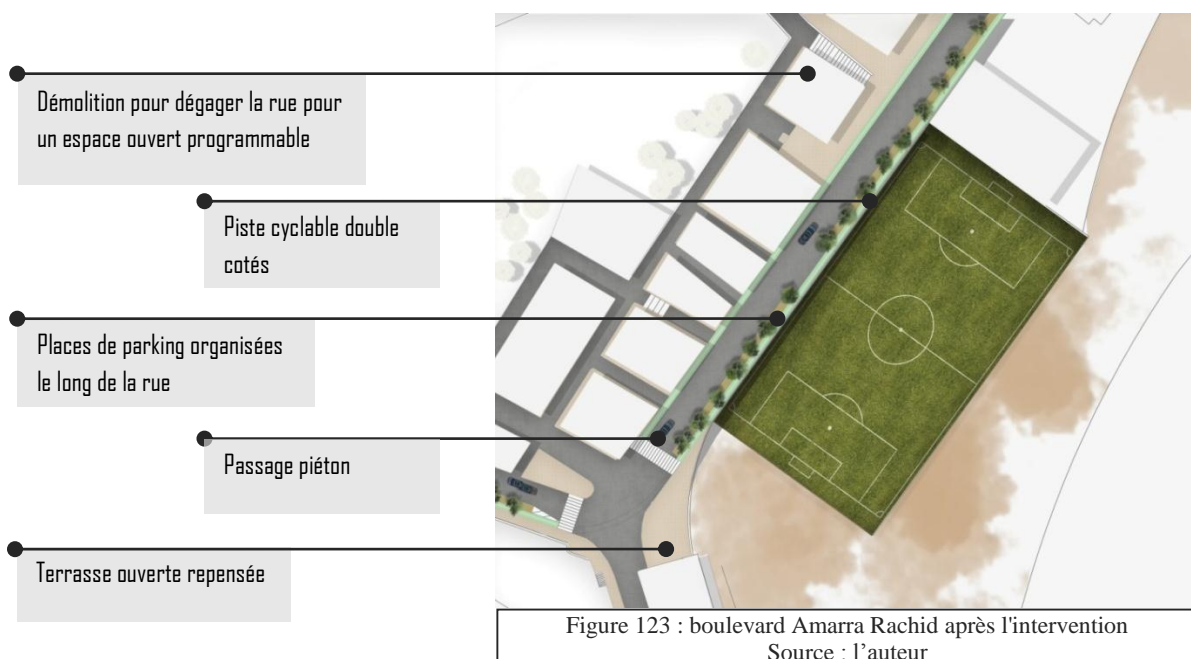 Démolition pour dégager la rue pour
un espace ouvert programmable
Piste cyclable double
cotés
Places de parking organisées
le long de la rue
Passage piéton
Terrasse ouverte repensée
Figure 123 : boulevard Amarra Rachid après l'intervention
Source : l’auteur